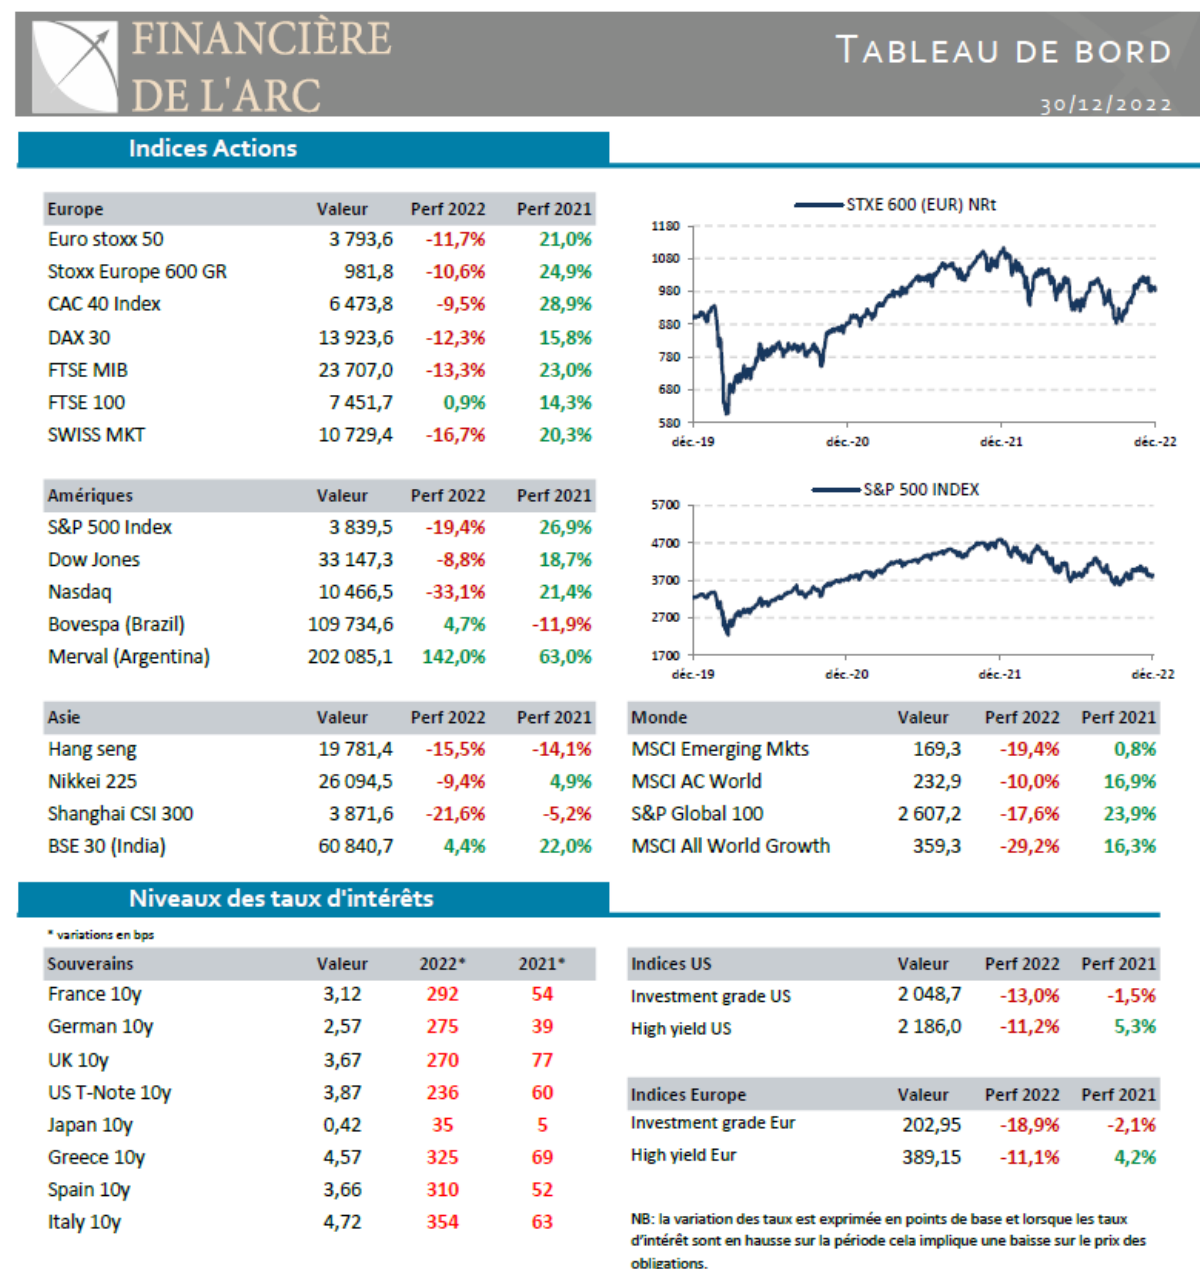 FINANCIÈRE
DE L'ARC
TABLEAU DE BORD
30/12/2022
Indices Actions
Europe Valeur Perf 2022 Perf 2021
Euro stoxx 50 3 793,6 -11,7% 21,0%
Stoxx Europe 600 GR 981,8 -10,6% 24,9%
CAC 40 Index 6 473,8 -9,5% 28,9%
DAX 30 13 923,6 -12,3% 15,8%
FTSE MIB 23 707,0 -13,3% 23,0%
FTSE 100 7 451,7 0,9% 14,3%
SWISS MKT 10 729,4 -16,7% 20,3%
STXE 600 (EUR) NRt
1180
1080
980
880
780
680
580
déc.-19 déc.-20 déc.-21 déc.-22
Amériques Valeur Perf 2022 Perf 2021
S&P 500 Index 3 839,5 -19,4% 26,9%
Dow Jones 33 147,3 -8,8% 18,7%
Nasdaq 10 466,5 -33,1% 21,4%
Bovespa (Brazil) 109 734,6 4,7% -11,9%
Merval (Argentina) 202 085,1 142,0% 63,0%
S&P 500 INDEX
5700
4700
3700
2700
1700
déc.-19 déc.-20 déc.-21 déc.-22
Asie Valeur Perf 2022 Perf 2021
Hang seng 19 781,4 -15,5% -14,1%
Nikkei 225 26 094,5 -9,4% 4,9%
Shanghai CSI 300 3 871,6 -21,6% -5,2%
BSE 30 (India) 60 840,7 4,4% 22,0%
Monde Valeur Perf 2022 Perf 2021
MSCI Emerging Mkts 169,3 -19,4% 0,8%
MSCI AC World 232,9 -10,0% 16,9%
S&P Global 100 2 607,2 -17,6% 23,9%
MSCI All World Growth 359,3 -29,2% 16,3%
Niveaux des taux d'intérêts
* variations en bps
Souverains Valeur 2022* 2021*
France 10y 3,12 292 54
German 10y 2,57 275 39
UK 10y 3,67 270 77
US T-Note 10y 3,87 236 60
Japan 10y 0,42 35 5
Greece 10y 4,57 325 69
Spain 10y 3,66 310 52
Italy 10y 4,72 354 63
Indices US Valeur Perf 2022 Perf 2021
Investment grade US 2 048,7 -13,0% -1,5%
High yield US 2 186,0 -11,2% 5,3%
Indices Europe Valeur Perf 2022 Perf 2021
Investment grade Eur 202,95 -18,9% -2,1%
High yield Eur 389,15 -11,1% 4,2%
NB: la variation des taux est exprimée en points de base et lorsque les taux
d'intérêt sont en hausse sur la période cela implique une baisse sur le prix des
obligations.